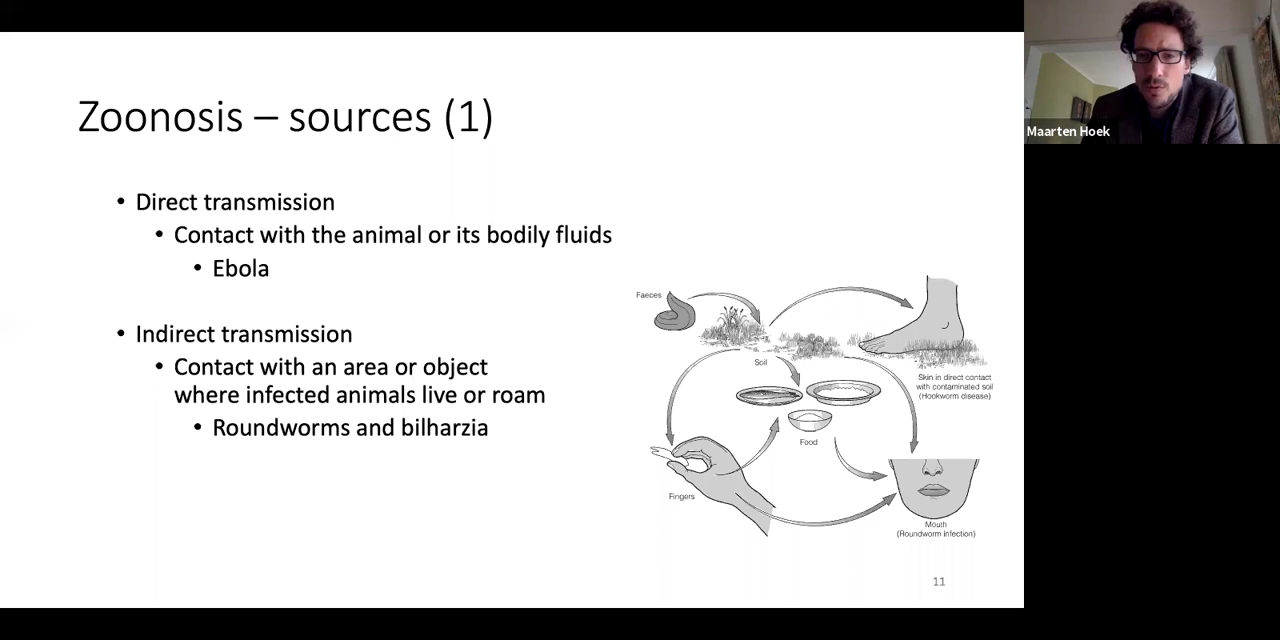 Zoonosis – sources (1)
• Direct transmission
• Contact with the animal or its bodily fluids
• Ebola
• Indirect transmission
• Contact with an area or object
where infected animals live or roam
• Roundworms and bilharzia
Faeces
Soil
Skin in direct contact
with contaminated soil
(Hookworm disease)
Food
Fingers
Mouth
(Roundworm infection)
11
Maarten Hoek